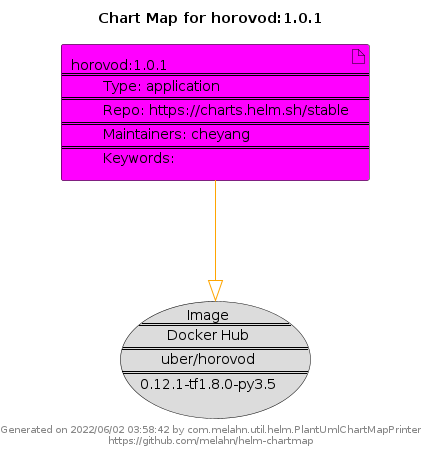 Chart Map for horovod:1.0.1
horovod:1.0.1
Type: application
Repo: https://charts.helm.sh/stable
Maintainers: cheyang
Keywords:
Image
Docker Hub
uber/horovod
0.12.1-tf1.8.0-py3.5
Generated on 2022/06/02 03:58:42 by com.melahn.util.helm.PlantUmlChartMapPrinter
https://github.com/melahn/helm-chartmap